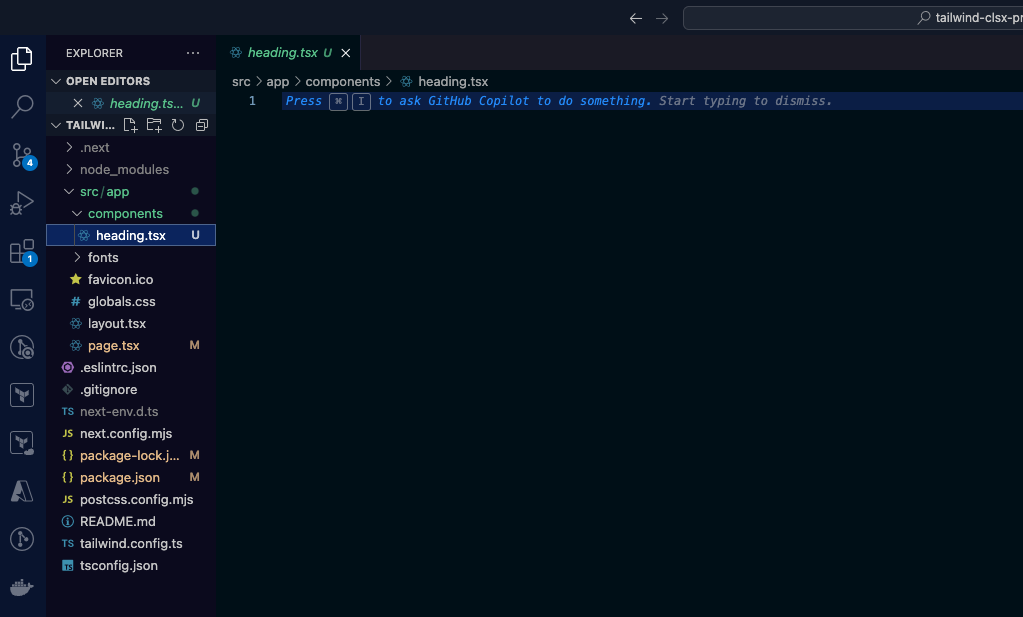 tailwind-clsx-pr
EXPLORER
heading.tsx U
OPEN EDITORS
heading.ts... U
TAILWI...
src > app > components > heading.tsx
1 Press ⌘ I to ask GitHub Copilot to do something. Start typing to dismiss.
.next
node_modules
src/app
components
heading.tsx U
fonts
favicon.ico
# globals.css
layout.tsx
page.tsx M
.eslintrc.json
.gitignore
TS next-env.d.ts
JS next.config.mjs
{} package-lock.j... M
{} package.json M
JS postcss.config.mjs
README.md
TS tailwind.config.ts
TS tsconfig.json
4
1